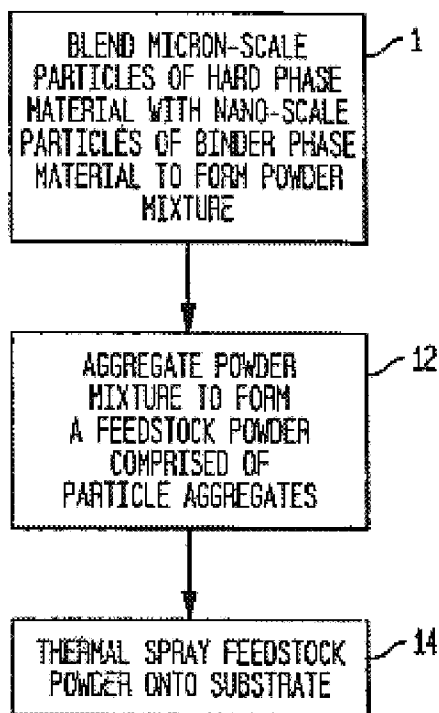 BLEND MICRON-SCALE
PARTICLES OF HARD PHASE
MATERIAL WITH NANO-SCALE
PARTICLES OF BINDER PHASE
MATERIAL TO FORM POWDER
MIXTURE
1
AGGREGATE POWDER
MIXTURE TO FORM
A FEEDSTOCK POWDER
COMPRISED OF
PARTICLE AGGREGATES
12
THERMAL SPRAY FEEDSTOCK
POWDER ONTO SUBSTRATE
14